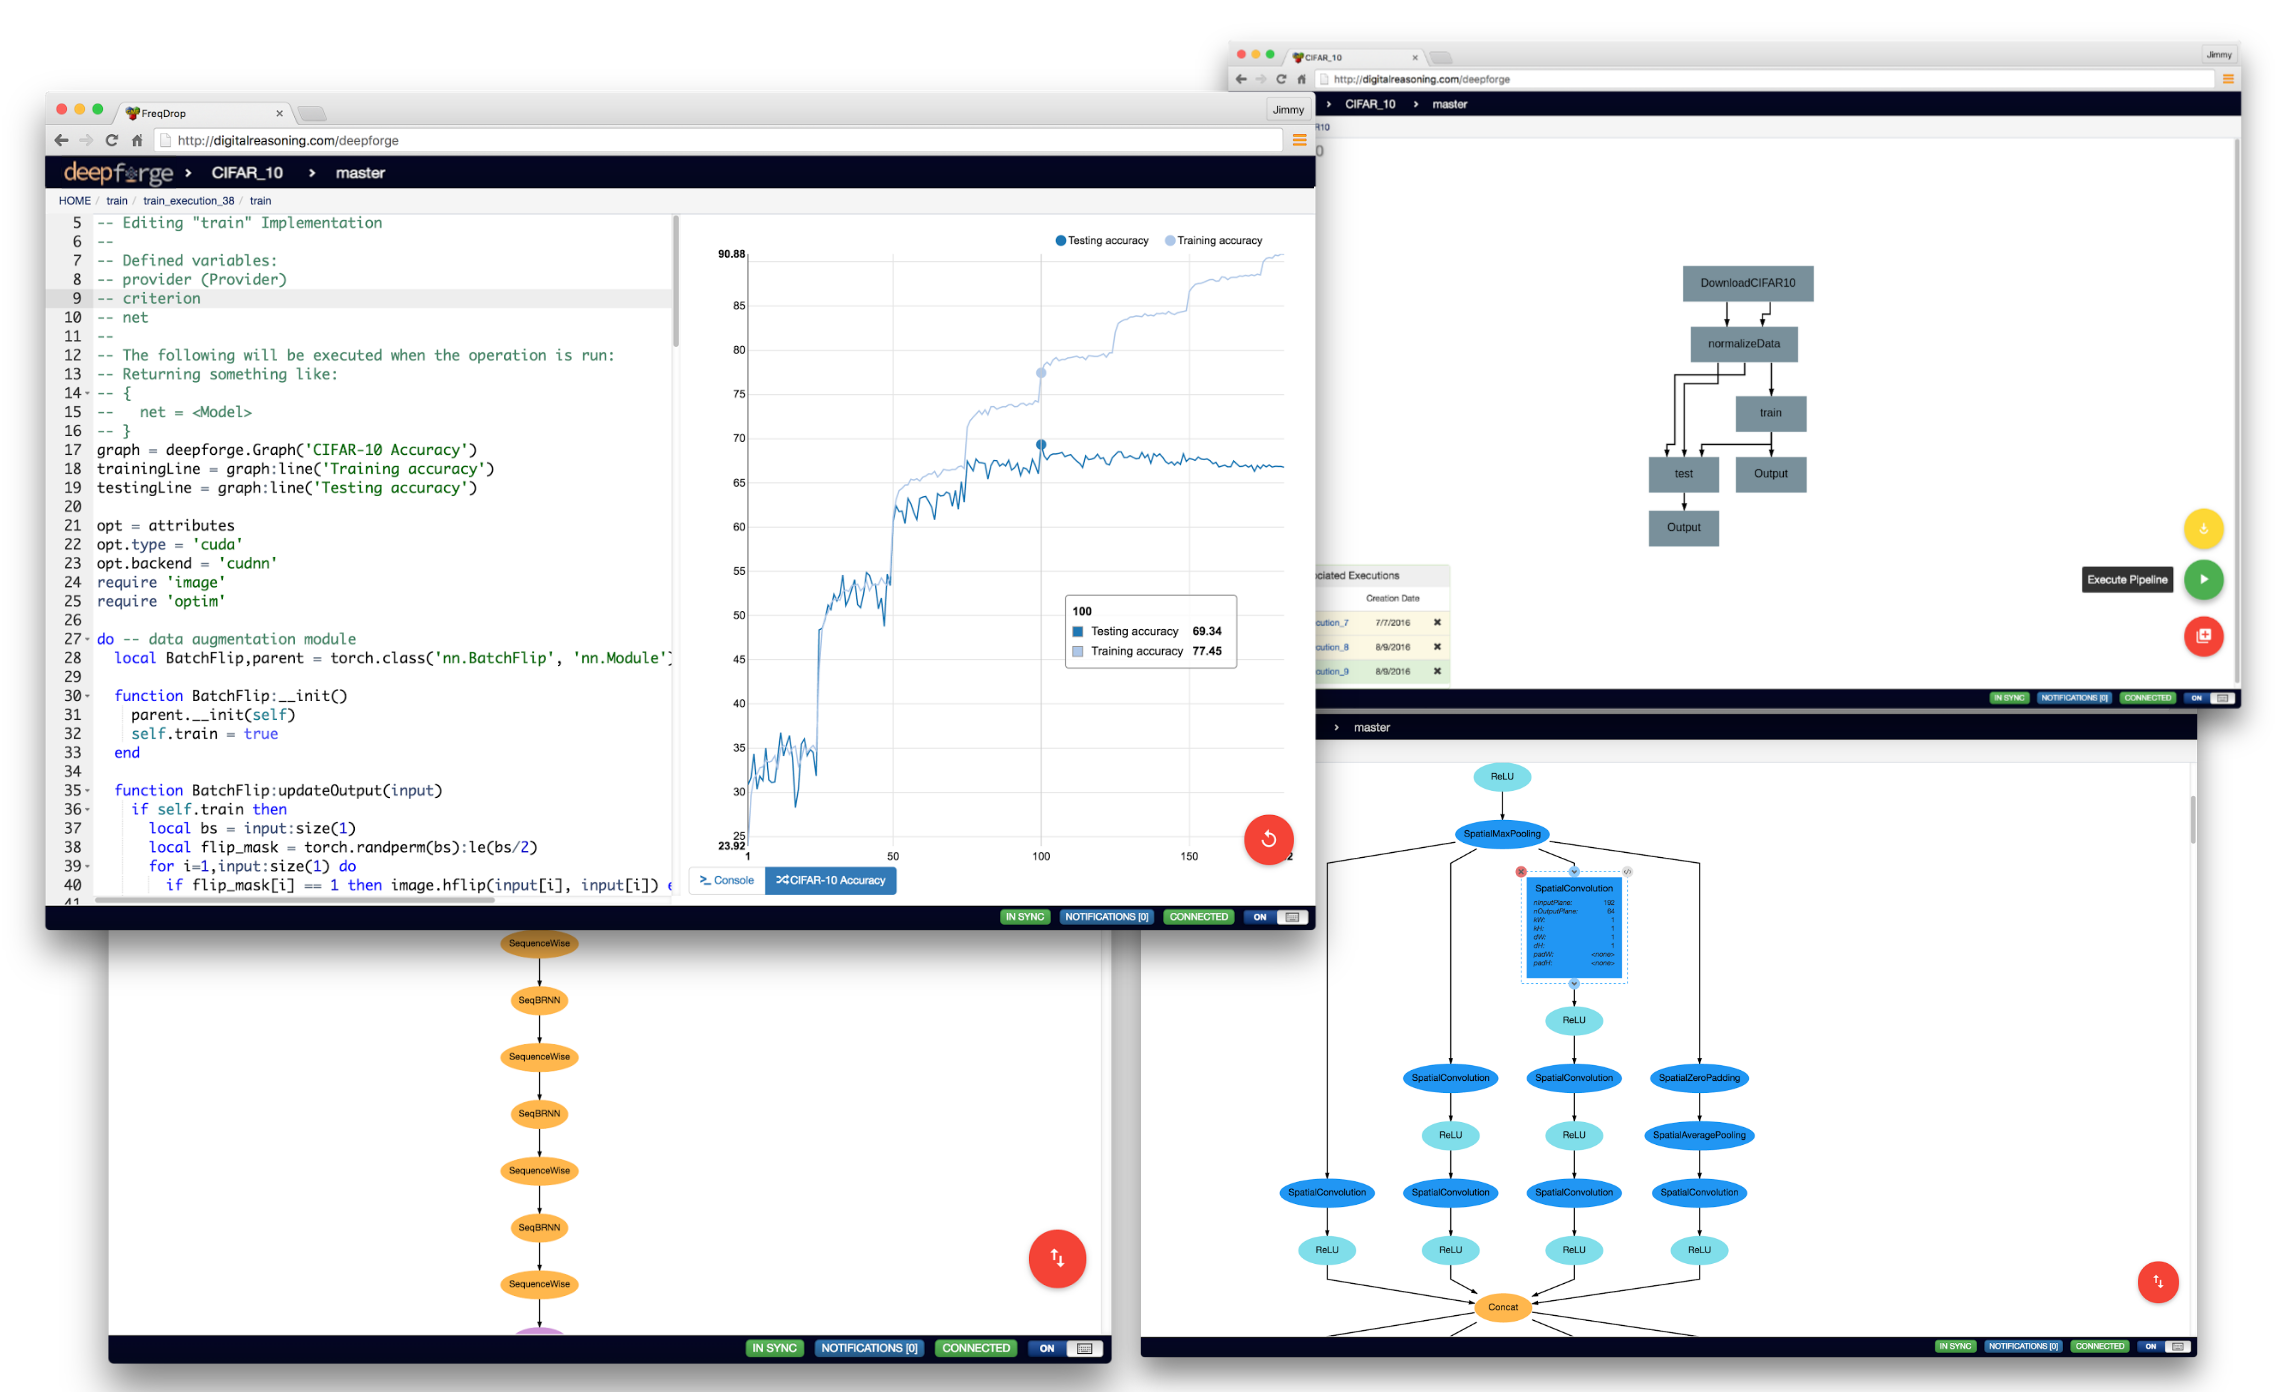 FreqDrop
Jimmy
http://digitalreasoning.com/deepforge
deepforge > CIFAR_10 > master
HOME / train / train_execution_38 / train
5 -- Editing "train" Implementation
6 --
7 -- Defined variables:
8 -- provider (Provider)
9 -- criterion
10 -- net
11 --
12 -- The following will be executed when the operation is run:
13 -- Returning something like:
14 -- {
15 --   net = <Model>
16 -- }
17 graph = deepforge.Graph('CIFAR-10 Accuracy')
18 trainingLine = graph:line('Training accuracy')
19 testingLine = graph:line('Testing accuracy')
20
21 opt = attributes
22 opt.type = 'cuda'
23 opt.backend = 'cudnn'
24 require 'image'
25 require 'optim'
26
27 do -- data augmentation module
28   local BatchFlip,parent = torch.class('nn.BatchFlip', 'nn.Module')
29
30   function BatchFlip:__init()
31     parent.__init(self)
32     self.train = true
33   end
34
35   function BatchFlip:updateOutput(input)
36     if self.train then
37       local bs = input:size(1)
38       local flip_mask = torch.randperm(bs):le(bs/2)
39       for i=1,input:size(1) do
40         if flip_mask[i] == 1 then image.hflip(input[i], input[i]) e
41
Testing accuracy Training accuracy
90.88
85
80
75
70
65
60
55
50
45
40
35
30
25
23.92
1 50 100 150 2
100
Testing accuracy 69.34
Training accuracy 77.45
>_ Console CIFAR-10 Accuracy
IN SYNC NOTIFICATIONS [0] CONNECTED ON
CIFAR_10
Jimmy
http://digitalreasoning.com/deepforge
> CIFAR_10 > master
R10
0
DownloadCIFAR10
normalizeData
train
test
Output
Output
Execute Pipeline
ciated Executions
Creation Date
cution_7 7/7/2016
cution_8 8/9/2016
cution_9 8/9/2016
IN SYNC NOTIFICATIONS [0] CONNECTED ON
SequenceWise
SeqBRNN
SequenceWise
SeqBRNN
SequenceWise
SeqBRNN
SequenceWise
IN SYNC NOTIFICATIONS [0] CONNECTED ON
> master
ReLU
SpatialMaxPooling
SpatialConvolution
nInputPlane: 192
nOutputPlane: 64
kW: 1
kH: 1
dW: 1
dH: 1
padW: <none>
padH: <none>
ReLU
SpatialConvolution SpatialConvolution SpatialZeroPadding
ReLU ReLU SpatialAveragePooling
SpatialConvolution SpatialConvolution SpatialConvolution SpatialConvolution
ReLU ReLU ReLU ReLU
Concat
IN SYNC NOTIFICATIONS [0] CONNECTED ON